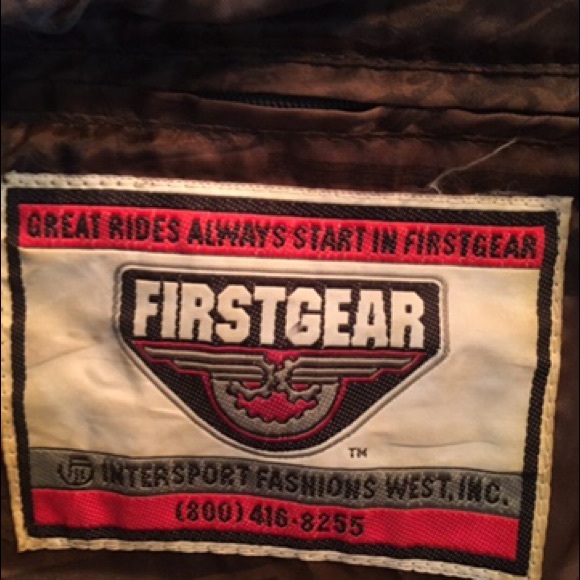 GREAT RIDES ALWAYS START IN FIRSTGEAR
FIRSTGEAR
TM
INTERSPORT FASHIONS WEST, INC.
(800) 416-8255